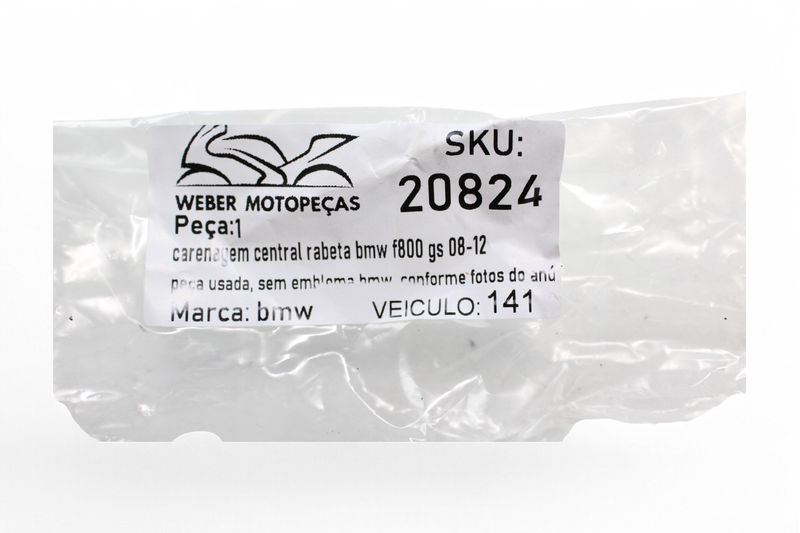 SKU:
20824
WEBER MOTOPEÇAS
Peça:1
carenagem central rabeta bmw f800 gs 08-12
peça usada, sem emblema bmw, conforme fotos do anú
Marca: bmw VEICULO: 141